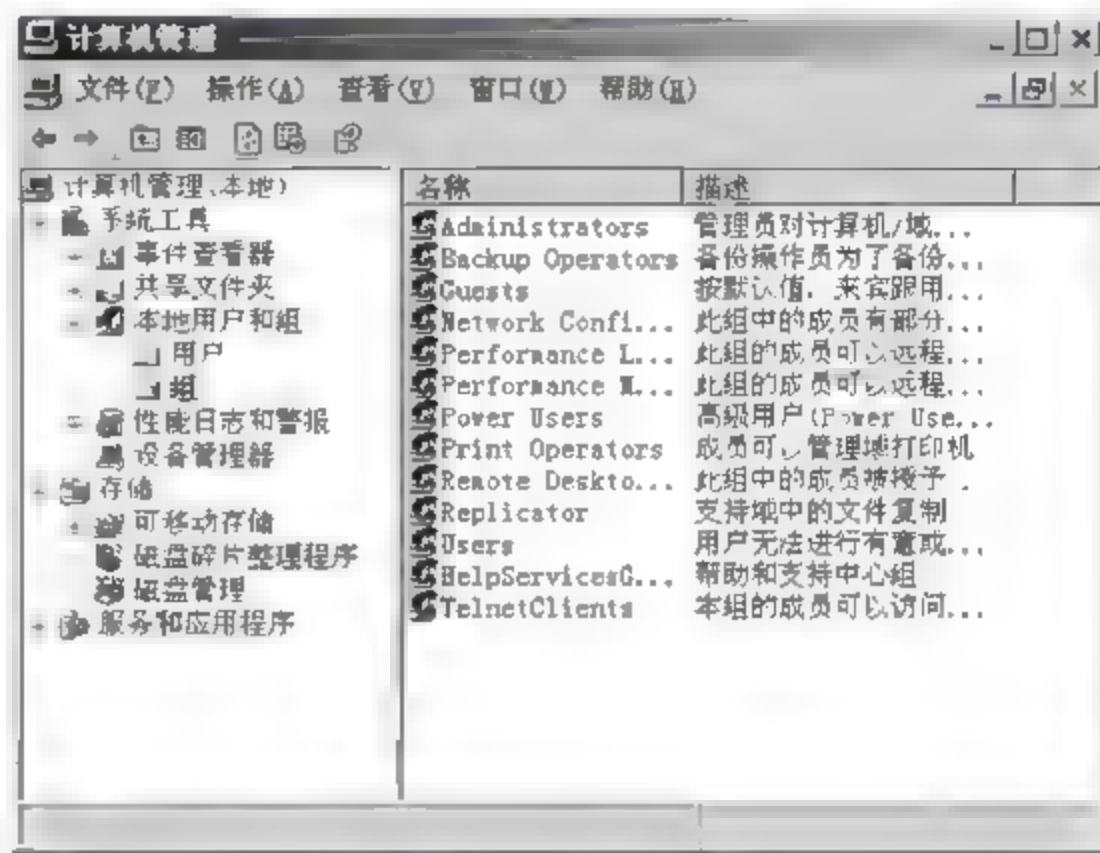 计算机管理
文件(F) 操作(A) 查看(V) 窗口(W) 帮助(H)
计算机管理(本地)
系统工具
事件查看器
共享文件夹
本地用户和组
用户
组
性能日志和警报
设备管理器
存储
可移动存储
磁盘碎片整理程序
磁盘管理
服务和应用程序
名称 描述
Administrators 管理员对计算机/域...
Backup Operators 备份操作员为了备份...
Guests 按默认值，来宾跟用...
Network Confi... 此组中的成员有部分...
Performance L... 此组的成员可以远程...
Performance M... 此组的成员可以远程...
Power Users 高级用户(Power Use...
Print Operators 成员可以管理域打印机
Remote Deskto... 此组中的成员被授予...
Replicator 支持域中的文件复制
Users 用户无法进行有意或...
HelpServicesG... 帮助和支持中心组
TelnetClients 本组的成员可以访问...